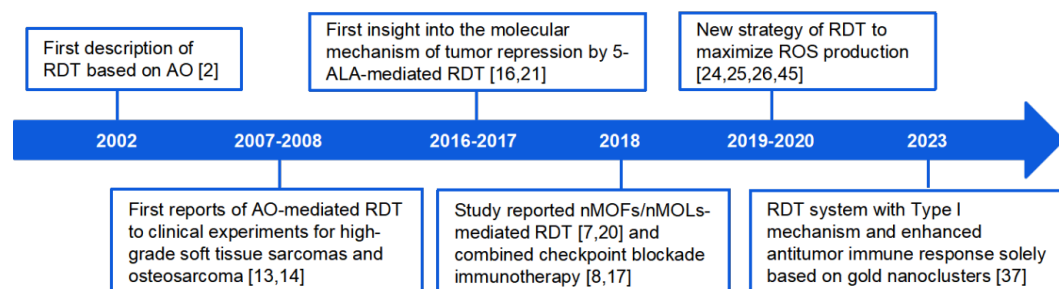 First description of
RDT based on AO [2]
First insight into the molecular
mechanism of tumor repression by 5-
ALA-mediated RDT [16,21]
New strategy of RDT to
maximize ROS production
[24,25,26,45]
2002
2007-2008
2016-2017
2018
2019-2020
2023
First reports of AO-mediated RDT
to clinical experiments for high-
grade soft tissue sarcomas and
osteosarcoma [13,14]
Study reported nMOFs/nMOLs-
mediated RDT [7,20] and
combined checkpoint blockade
immunotherapy [8,17]
RDT system with Type I
mechanism and enhanced
antitumor immune response solely
based on gold nanoclusters [37]